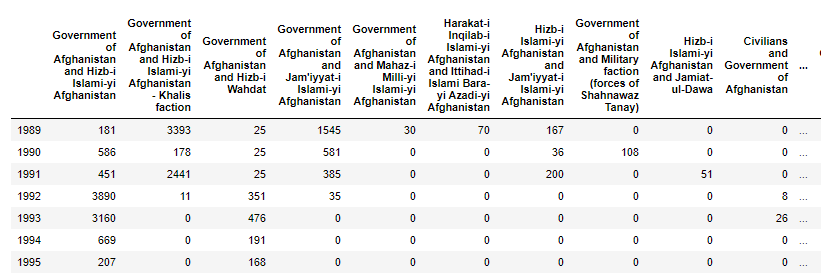 Government
of
Afghanistan
and Hizb-i
Islami-yi
Afghanistan
Government
of
Afghanistan
and Hizb-i
Islami-yi
Afghanistan
- Khalis
faction
Government
of
Afghanistan
and Hizb-i
Wahdat
Government
of
Afghanistan
and
Jam'iyyat-i
Islami-yi
Afghanistan
Government
of
Afghanistan
and Mahaz-i
Milli-yi
Islami-yi
Afghanistan
Harakat-i
Inqilab-i
Islami-yi
Afghanistan
and Ittihad-i
Islami Bara-
yi Azadi-yi
Afghanistan
Hizb-i
Islami-yi
Afghanistan
and
Jam'iyyat-i
Islami-yi
Afghanistan
Government
of
Afghanistan
and Military
faction
(forces of
Shahnawaz
Tanay)
Hizb-i
Islami-yi
Afghanistan
and Jamiat-
ul-Dawa
Civilians
and
Government
of
Afghanistan
...
1989 181 3393 25 1545 30 70 167 0 0 0 ...
1990 586 178 25 581 0 0 36 108 0 0 ...
1991 451 2441 25 385 0 0 200 0 51 0 ...
1992 3890 11 351 35 0 0 0 0 0 8 ...
1993 3160 0 476 0 0 0 0 0 0 26 ...
1994 669 0 191 0 0 0 0 0 0 0 ...
1995 207 0 168 0 0 0 0 0 0 0 ...